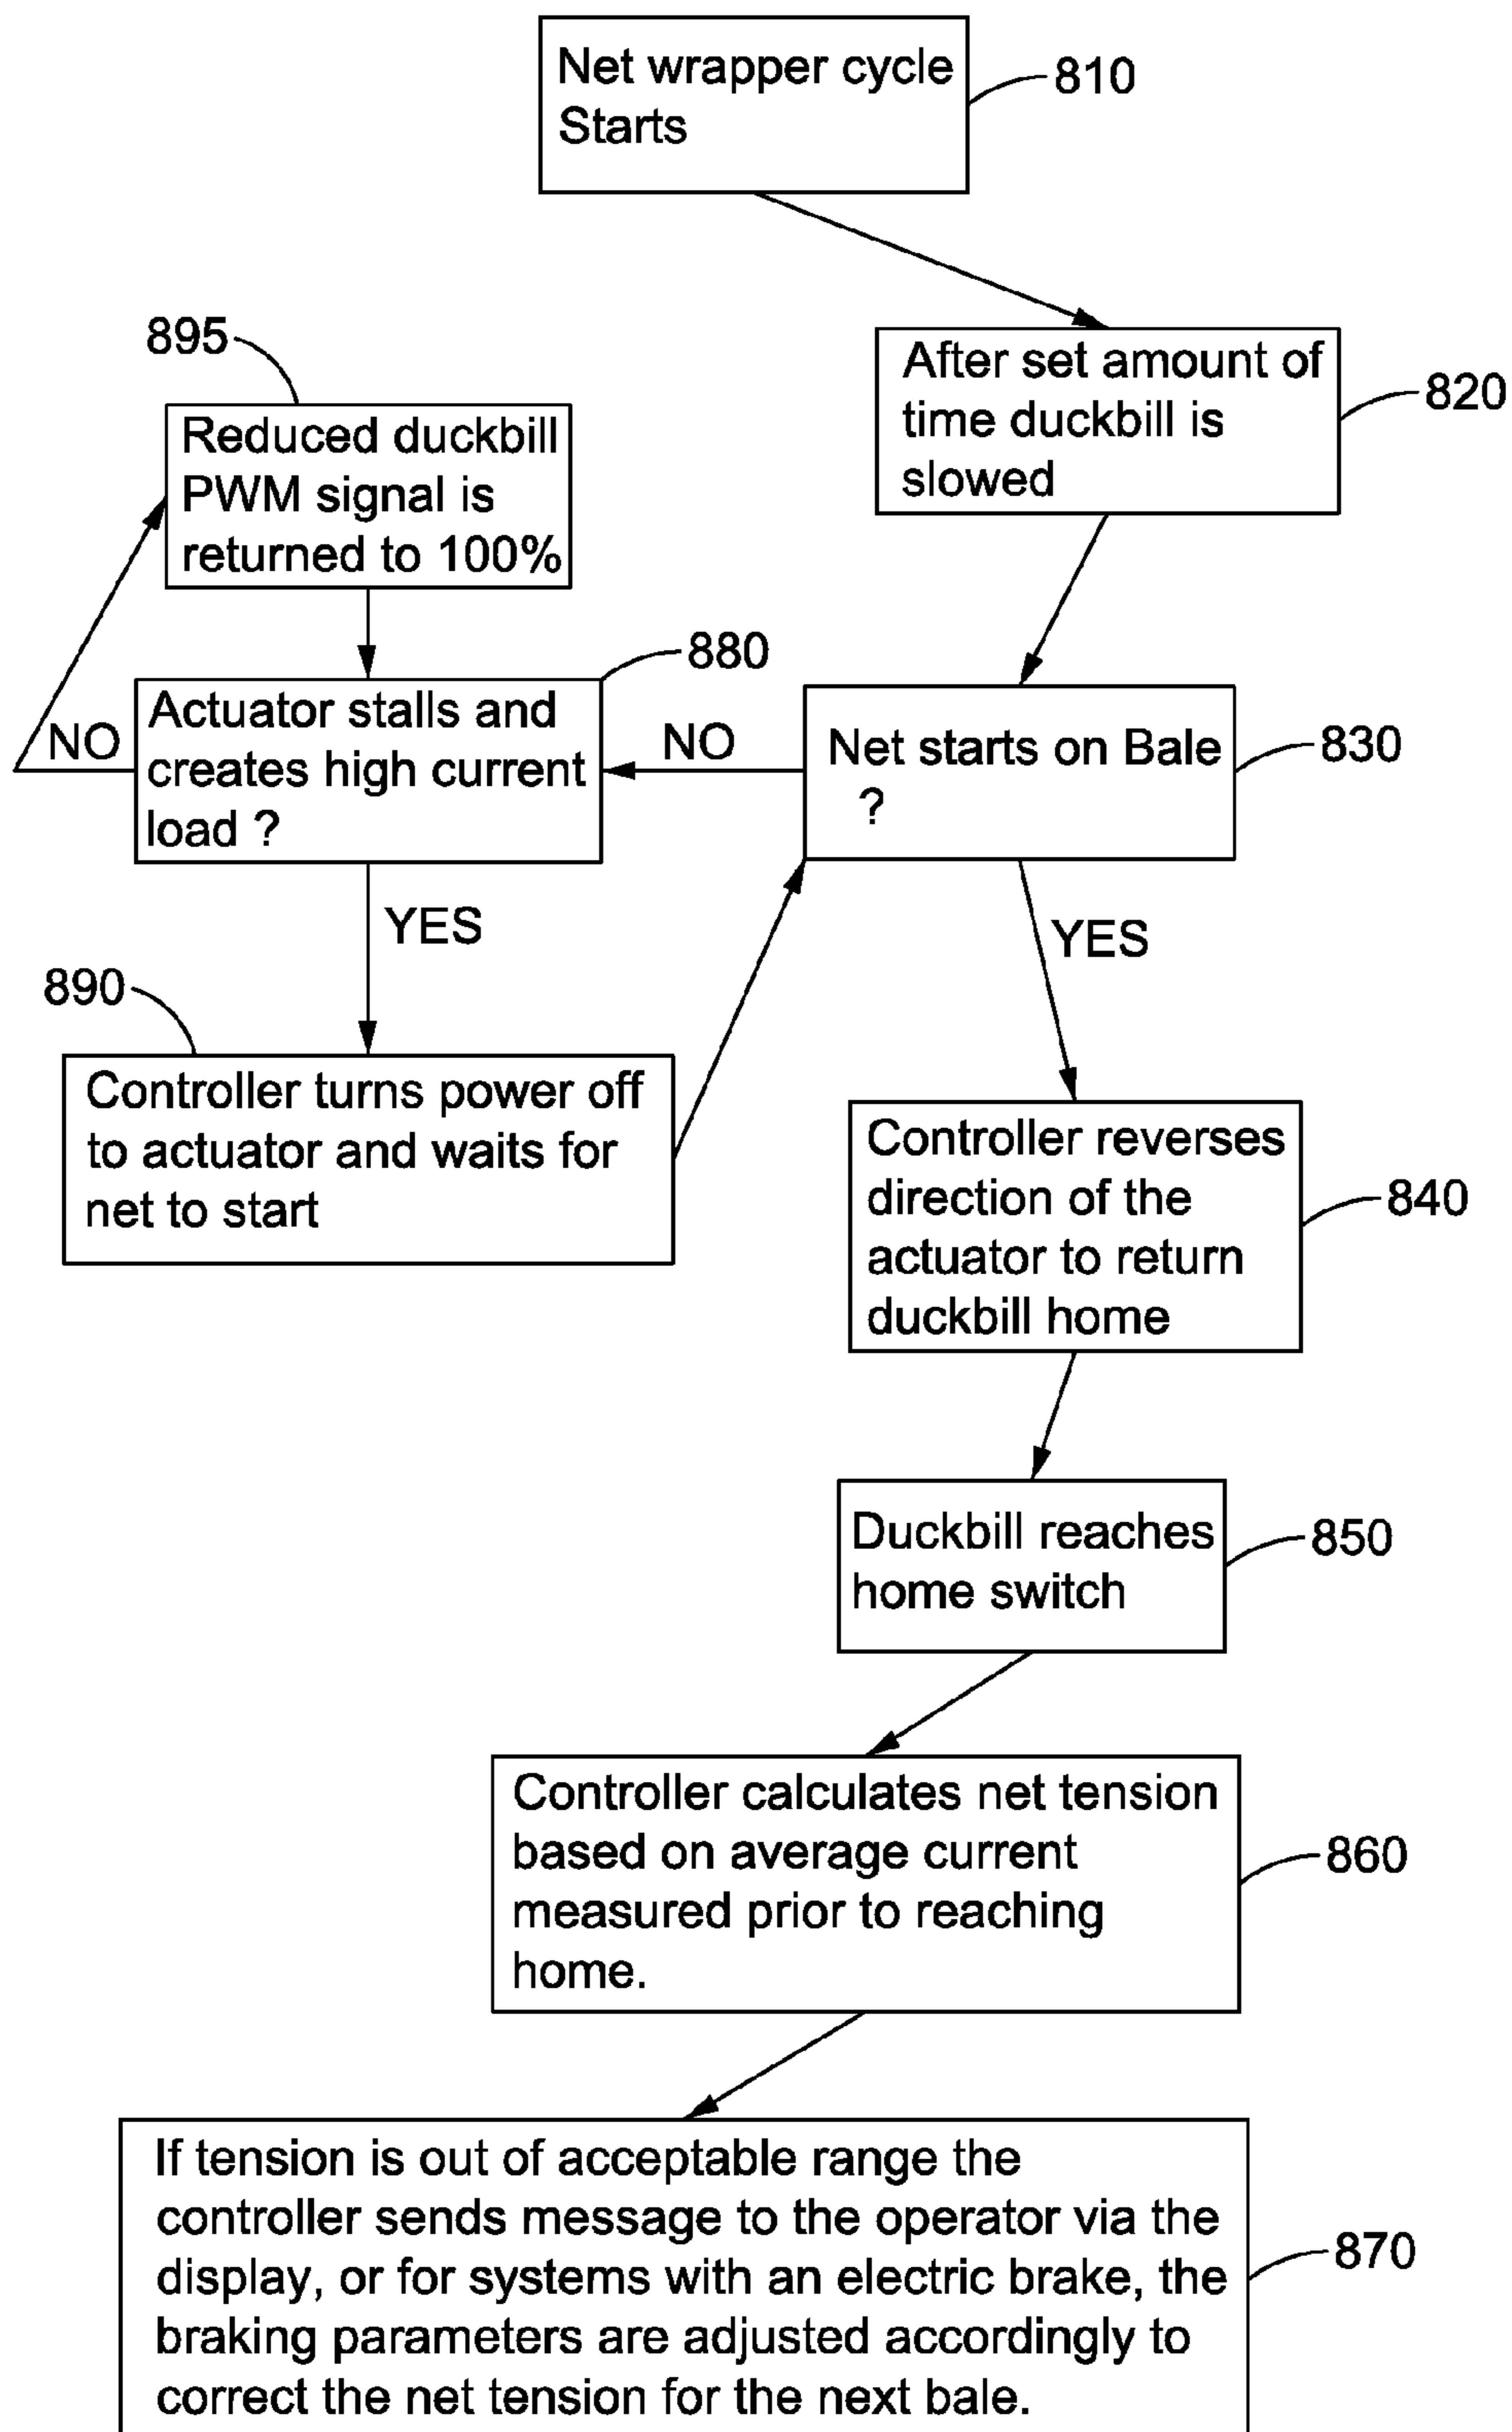 Net wrapper cycle
Starts
810
After set amount of
time duckbill is
slowed
820
895
Reduced duckbill
PWM signal is
returned to 100%
880
Actuator stalls and
creates high current
load ?
NO
NO
Net starts on Bale
?
830
YES
YES
890
Controller turns power off
to actuator and waits for
net to start
Controller reverses
direction of the
actuator to return
duckbill home
840
Duckbill reaches
home switch
850
Controller calculates net tension
based on average current
measured prior to reaching
home.
860
If tension is out of acceptable range the
controller sends message to the operator via the
display, or for systems with an electric brake, the
braking parameters are adjusted accordingly to
correct the net tension for the next bale.
870